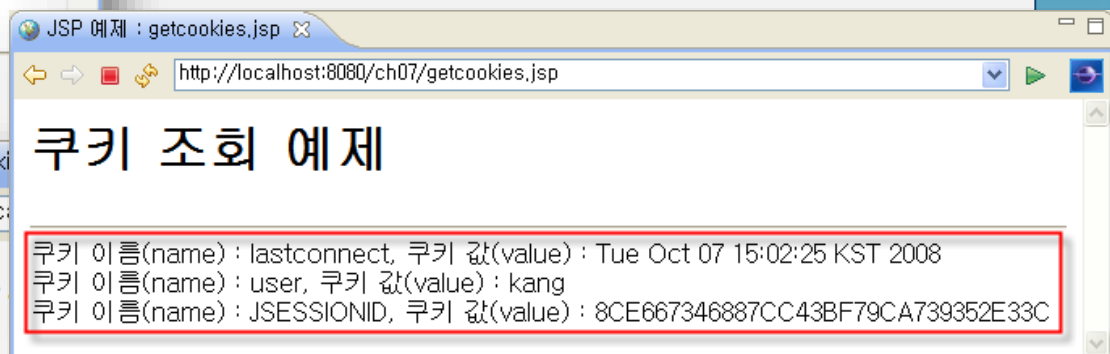 JSP 예제 : getcookies.jsp
http://localhost:8080/ch07/getcookies.jsp
쿠키 조회 예제
쿠키 이름(name) : lastconnect, 쿠키 값(value) : Tue Oct 07 15:02:25 KST 2008
쿠키 이름(name) : user, 쿠키 값(value) : kang
쿠키 이름(name) : JSESSIONID, 쿠키 값(value) : 8CE667346887CC43BF79CA739352E33C